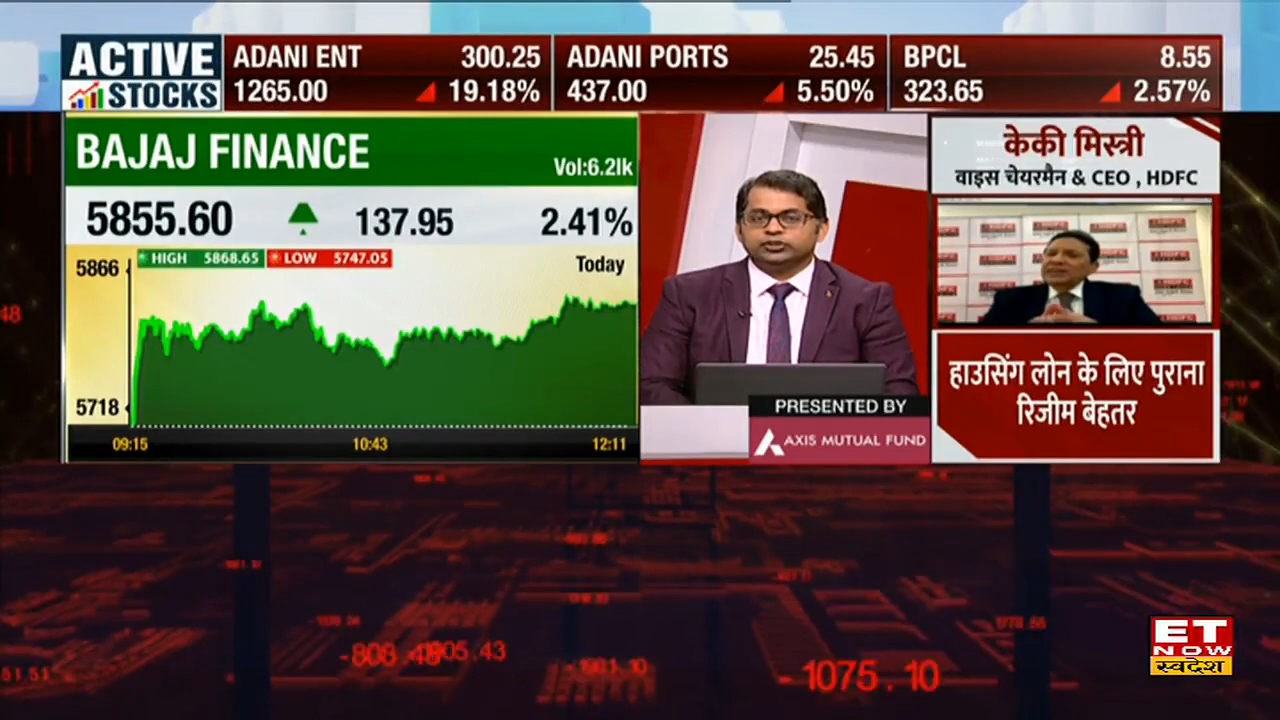 ACTIVE STOCKS
ADANI ENT 300.25
1265.00 19.18%
ADANI PORTS 25.45
437.00 5.50%
BPCL 8.55
323.65 2.57%
BAJAJ FINANCE Vol:6.2lk
5855.60 137.95 2.41%
HIGH 5868.65 LOW 5747.05
Today
5866
5718
09:15 10:43 12:11
PRESENTED BY
AXIS MUTUAL FUND
केकी मिस्त्री
वाइस चेयरमैन & CEO , HDFC
हाउसिंग लोन के लिए पुराना
रिजीम बेहतर
-1075.10
ET
NOW
स्वदेश